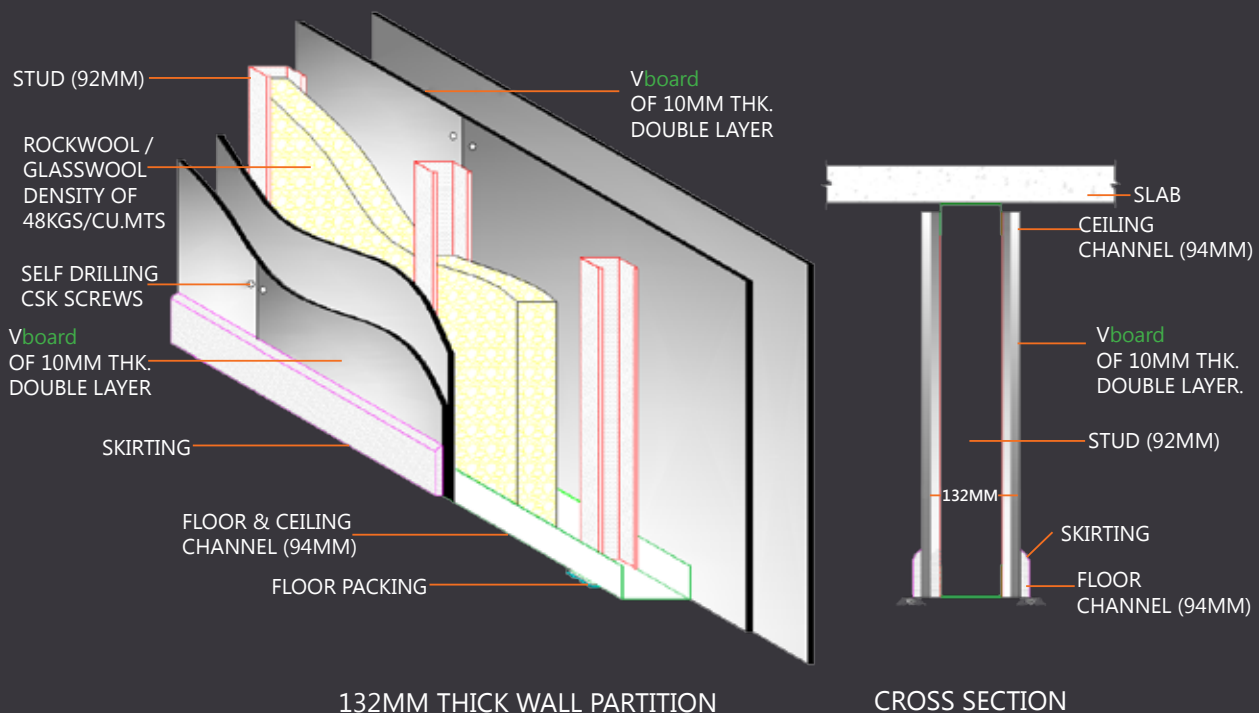 STUD (92MM)
ROCKWOOL /
GLASSWOOL
DENSITY OF
48KGS/CU.MTS
SELF DRILLING
CSK SCREWS
Vboard
OF 10MM THK.
DOUBLE LAYER
SKIRTING
FLOOR & CEILING
CHANNEL (94MM)
FLOOR PACKING
Vboard
OF 10MM THK.
DOUBLE LAYER
132MM THICK WALL PARTITION
SLAB
CEILING
CHANNEL (94MM)
Vboard
OF 10MM THK.
DOUBLE LAYER.
STUD (92MM)
132MM
SKIRTING
FLOOR
CHANNEL (94MM)
CROSS SECTION